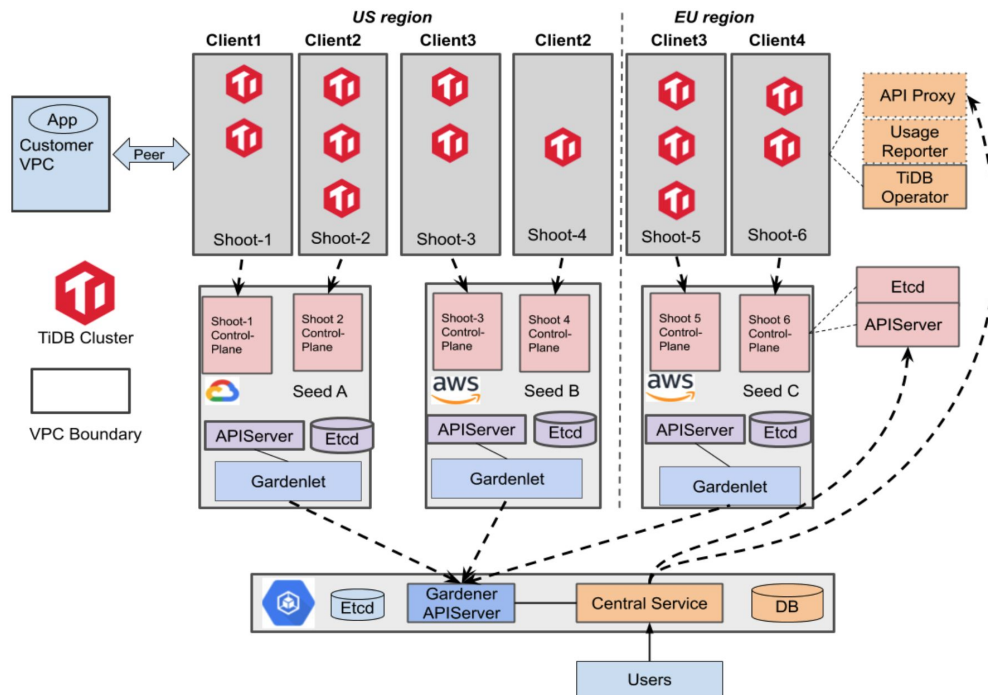 US region
EU region
Client1
Client2
Client3
Client2
Clinet3
Client4
App
Customer
VPC
Peer
Shoot-1
Shoot-2
Shoot-3
Shoot-4
Shoot-5
Shoot-6
API Proxy
Usage
Reporter
TiDB
Operator
TiDB Cluster
VPC Boundary
Shoot-1
Control-
Plane
Shoot 2
Control-
Plane
Seed A
Shoot-3
Control-
Plane
Shoot 4
Control-
Plane
aws
Seed B
Shoot 5
Control-
Plane
Shoot 6
Control-
Plane
aws
Seed C
Etcd
APIServer
APIServer
Etcd
Gardenlet
APIServer
Etcd
Gardenlet
APIServer
Etcd
Gardenlet
Etcd
Gardener
APIServer
Central Service
DB
Users